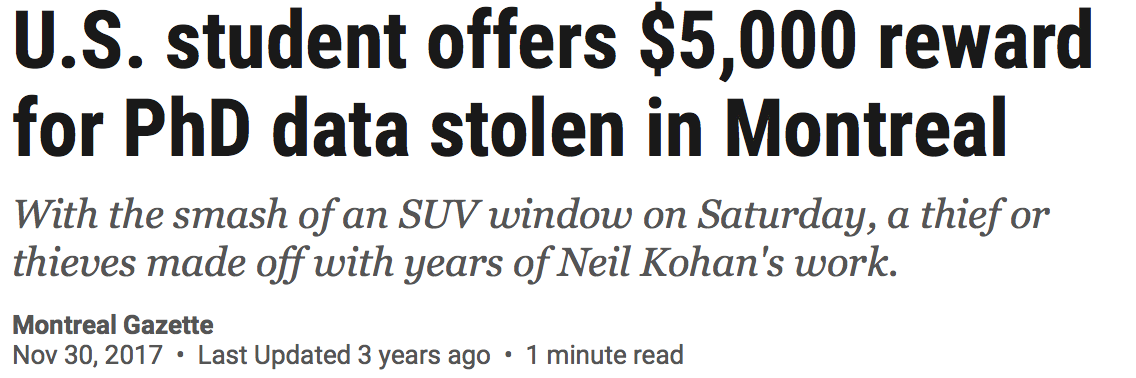 U.S. student offers $5,000 reward
for PhD data stolen in Montreal
With the smash of an SUV window on Saturday, a thief or
thieves made off with years of Neil Kohan's work.
Montreal Gazette
Nov 30, 2017 • Last Updated 3 years ago • 1 minute read